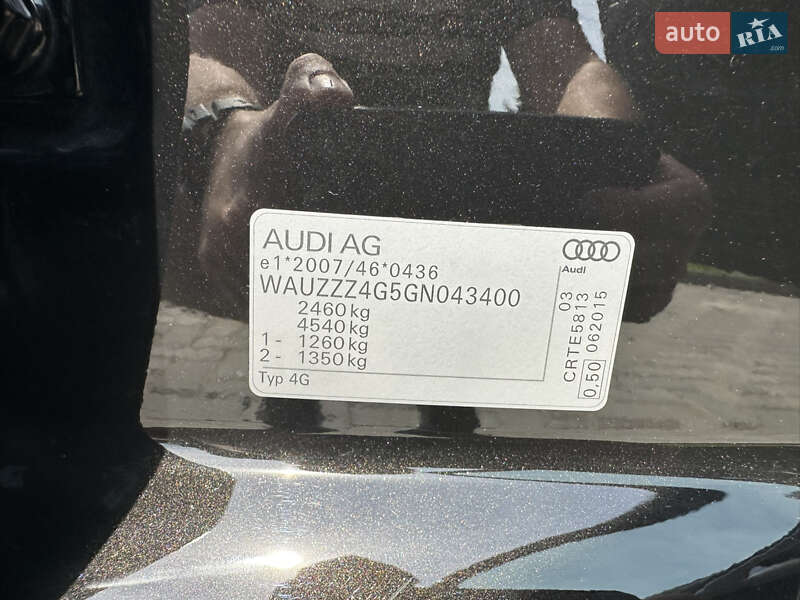 auto RIA.com
AUDI AG
e1*2007/46*0436
WAUZZZ4G5GN043400
2460kg
4540kg
1- 1260kg
2- 1350kg
Typ 4G
Audi
03
CRTE5813
0,50 062015